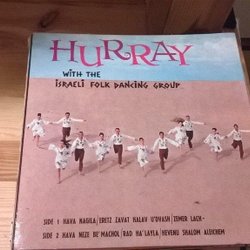 HURRAY
WITH THE
ISRAELI FOLK DANCING GROUP
SIDE 1 HAVA NAGILA/ERETZ ZAVAT HALAV U'DVASH/ZEMER LACH-
SIDE 2 HAVA NEZE BE'MACHOL/RAD HA'LAYLA/HEVENU SHALOM ALEICHEM